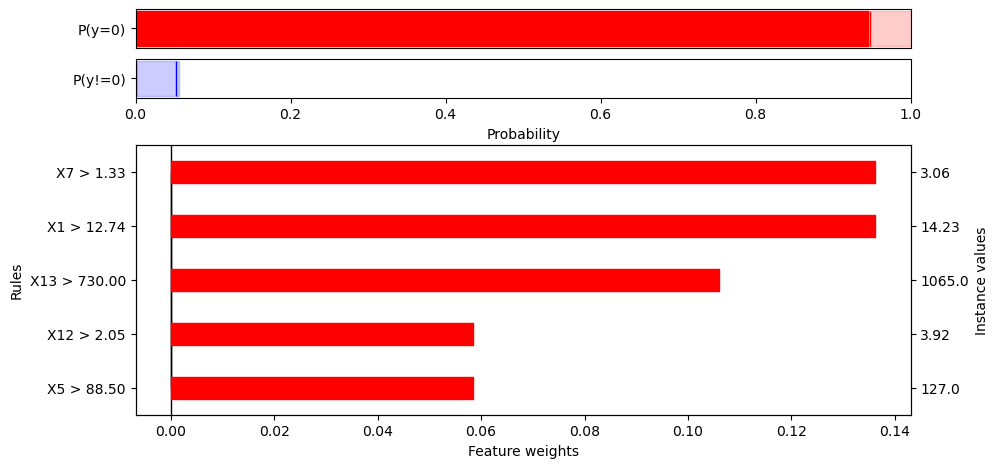 P(y=0)
P(y!=0)
0.0 0.2 0.4 0.6 0.8 1.0
Probability
X7 > 1.33 3.06
X1 > 12.74 14.23
X13 > 730.00 1065.0
X12 > 2.05 3.92
X5 > 88.50 127.0
Rules
Instance values
0.00 0.02 0.04 0.06 0.08 0.10 0.12 0.14
Feature weights